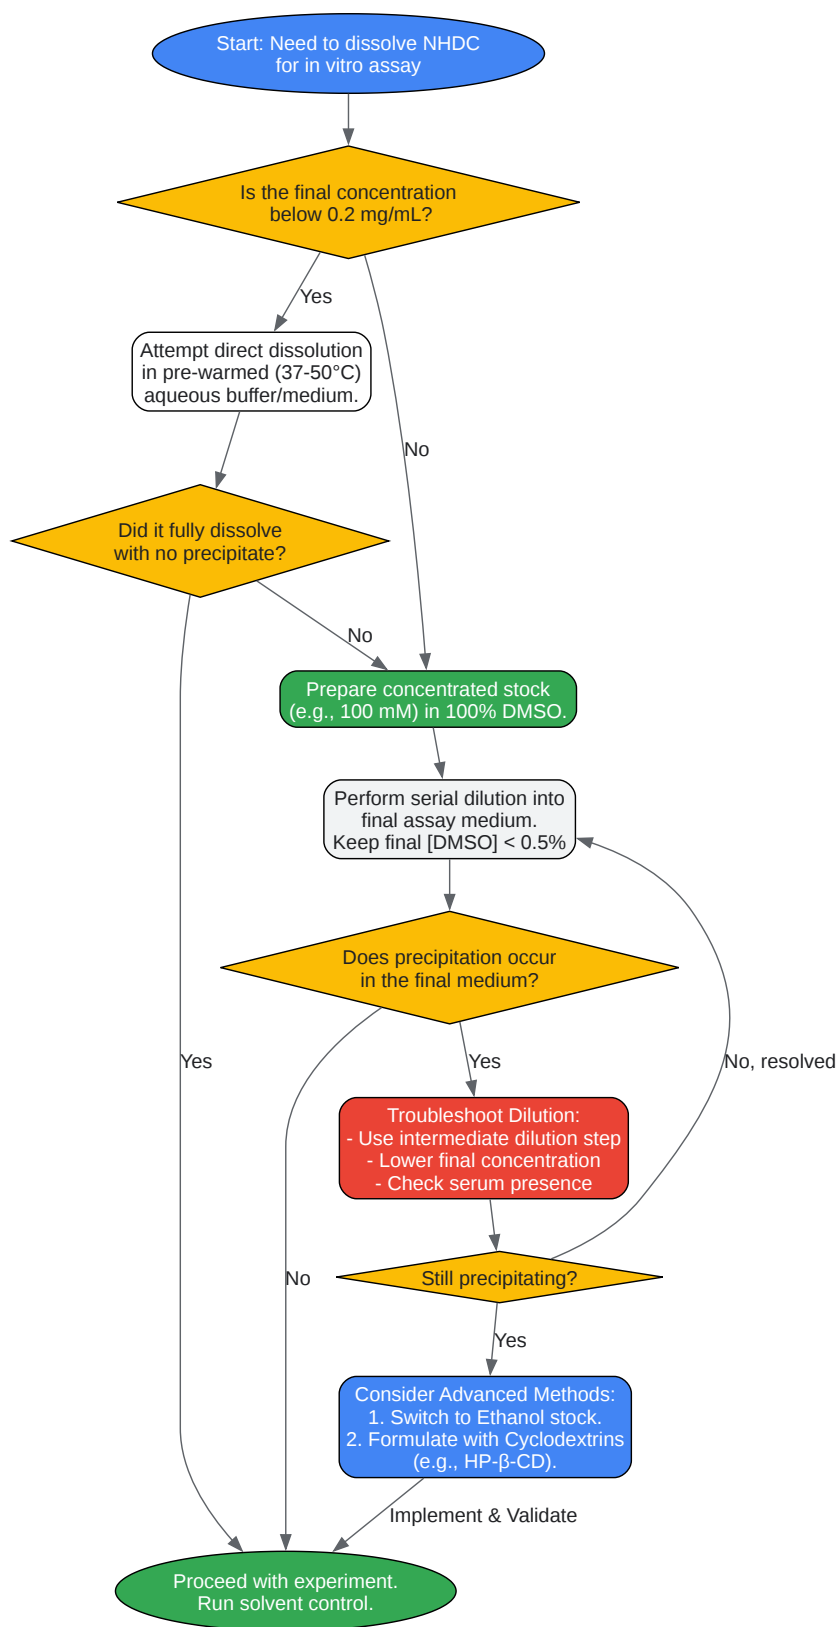 Start: Need to dissolve NHDC
for in vitro assay
Is the final concentration
below 0.2 mg/mL?
Yes
Attempt direct dissolution
in pre-warmed (37-50°C)
aqueous buffer/medium.
No
Did it fully dissolve
with no precipitate?
No
Prepare concentrated stock
(e.g., 100 mM) in 100% DMSO.
Perform serial dilution into
final assay medium.
Keep final [DMSO] < 0.5%
Does precipitation occur
in the final medium?
Yes
Yes
No, resolved
Troubleshoot Dilution:
- Use intermediate dilution step
- Lower final concentration
- Check serum presence
No
Still precipitating?
Yes
Consider Advanced Methods:
1. Switch to Ethanol stock.
2. Formulate with Cyclodextrins
(e.g., HP-β-CD).
Implement & Validate
Proceed with experiment.
Run solvent control.